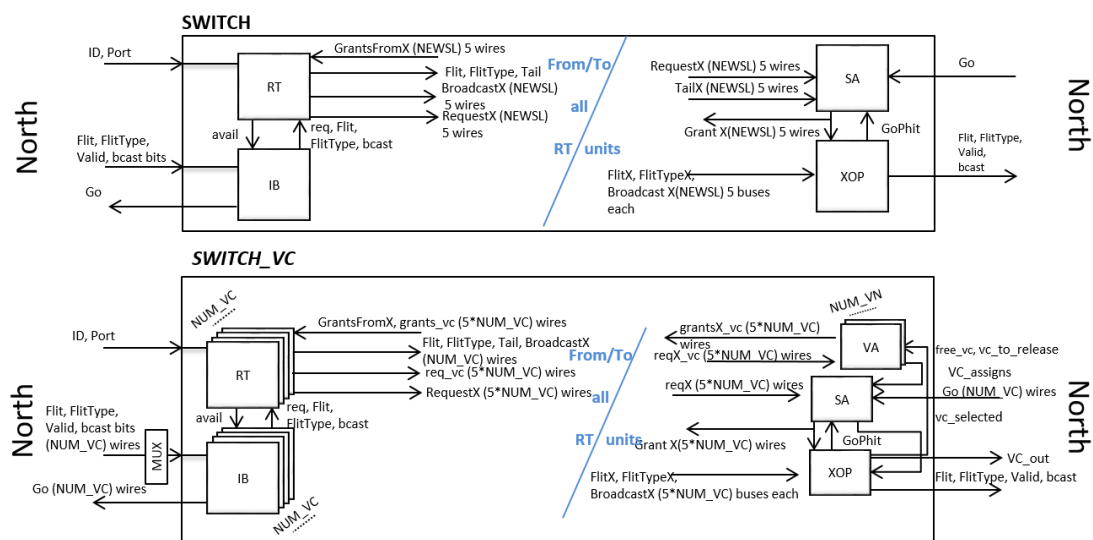 SWITCH
ID, Port
North
RT
GrantsFromX (NEWSL) 5 wires
Flit, FlitType, Tail
BroadcastX (NEWSL)
5 wires
RequestX (NEWSL)
5 wires
avail
req, Flit,
FlitType, bcast
Flit, FlitType,
Valid, bcast bits
IB
Go
From/To
all
RT units
RequestX (NEWSL) 5 wires
TailX (NEWSL) 5 wires
Grant X(NEWSL) 5 wires
SA
Go
GoPhit
FlitX, FlitTypeX,
Broadcast X(NEWSL) 5 buses
each
XOP
Flit, FlitType,
Valid,
bcast
North
SWITCH_VC
NUM_VC
ID, Port
North
RT
GrantsFromX, grants_vc (5*NUM_VC) wires
Flit, FlitType, Tail, BroadcastX
(NUM_VC) wires
req_vc (5*NUM_VC) wires
RequestX (5*NUM_VC) wires
avail
req, Flit,
FlitType, bcast
Flit, FlitType,
Valid, bcast bits
(NUM_VC) wires
MUX
IB
Go (NUM_VC) wires
NUM_VC
From/To
all
RT units
NUM_VN
grantsX_vc (5*NUM_VC)
wires
reqX_vc (5*NUM_VC) wires
VA
free_vc, vc_to_release
VC_assigns
reqX (5*NUM_VC) wires
SA
Go (NUM_VC) wires
vc_selected
Grant X(5*NUM_VC) wires
GoPhit
FlitX, FlitTypeX,
BroadcastX (5*NUM_VC) buses each
XOP
VC_out
Flit, FlitType, Valid, bcast
North